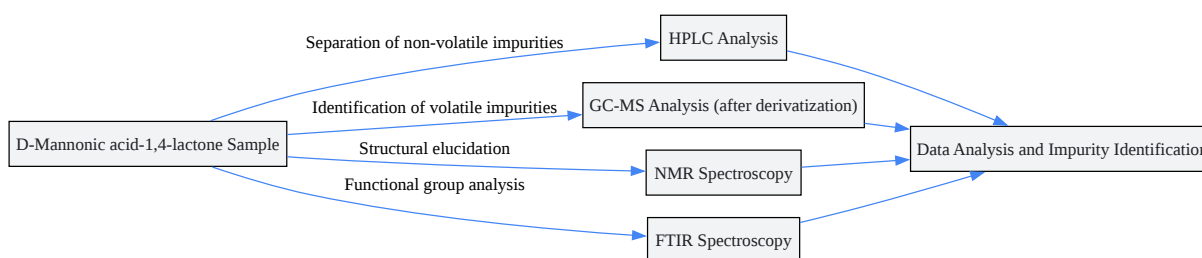 Separation of non-volatile impurities
HPLC Analysis
Identification of volatile impurities
GC-MS Analysis (after derivatization)
D-Mannonic acid-1,4-lactone Sample
Structural elucidation
Data Analysis and Impurity Identification
NMR Spectroscopy
Functional group analysis
FTIR Spectroscopy